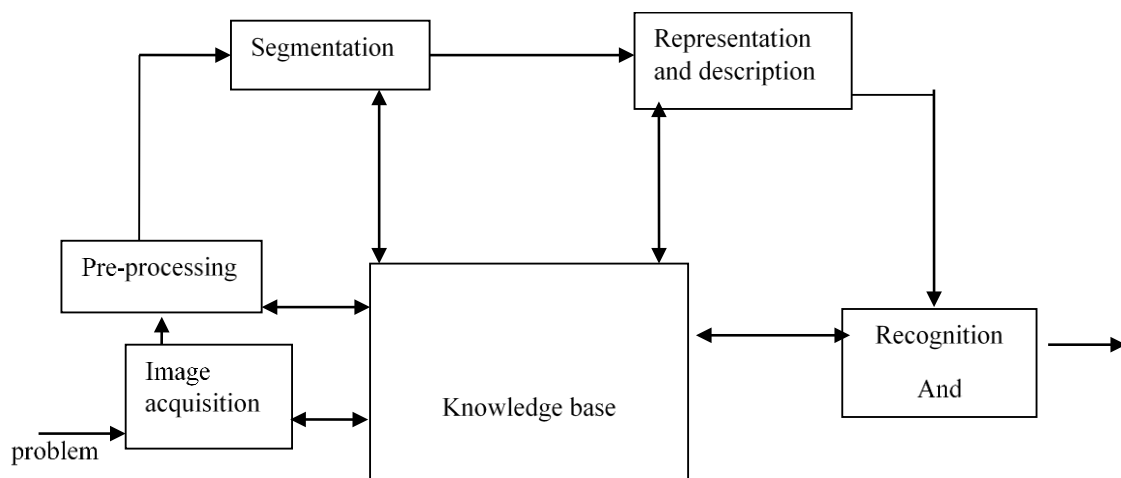 Segmentation
Representation
and description
Pre-processing
Image
acquisition
problem
Knowledge base
Recognition
And